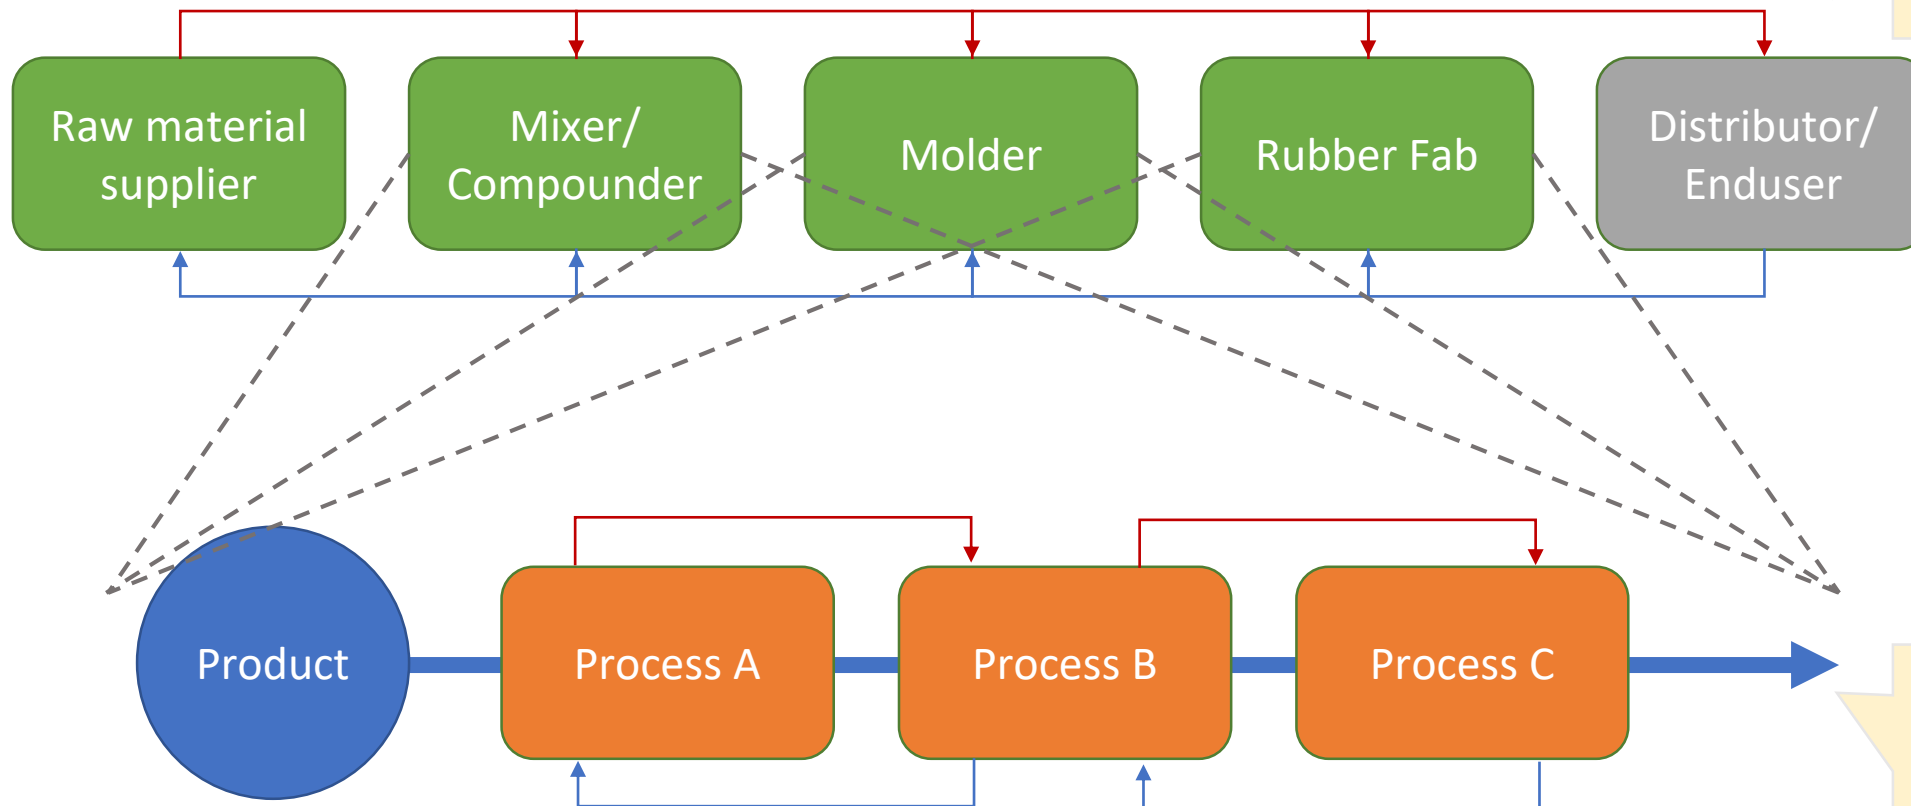 Raw material
supplier
Mixer/
Compounder
Molder
Rubber Fab
Distributor/
Enduser
Product
Process A
Process B
Process C